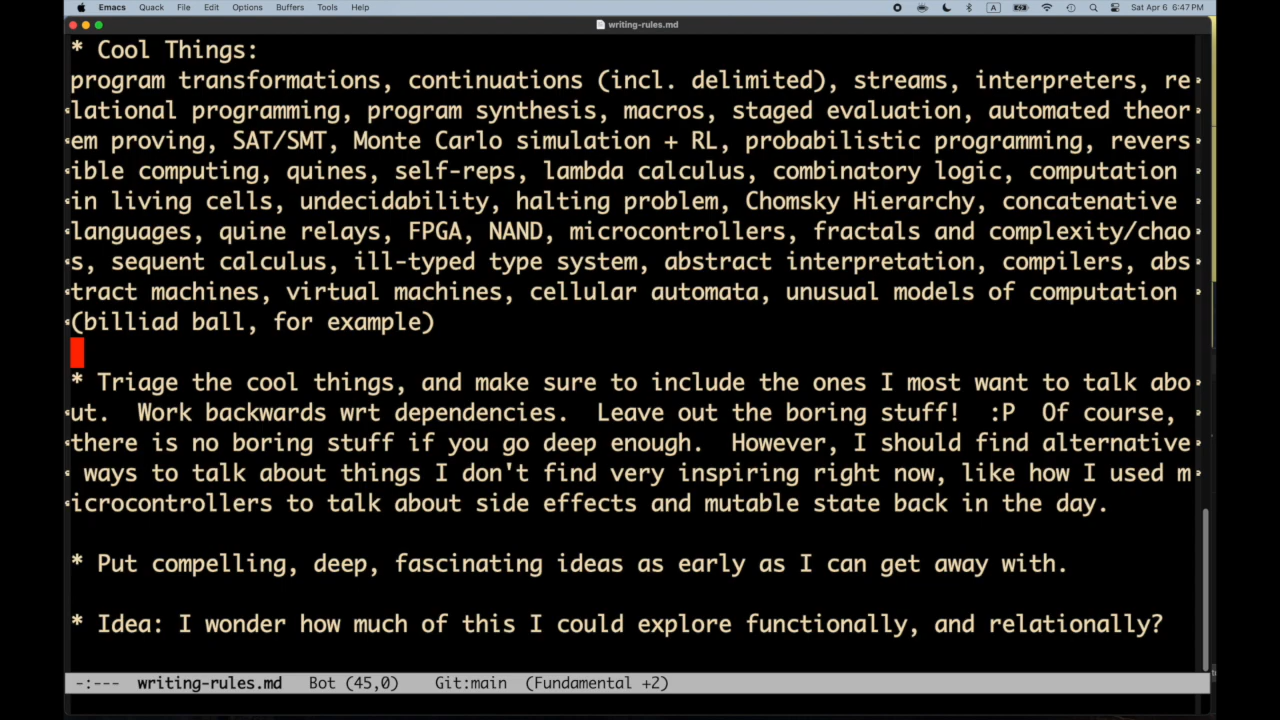 Emacs Quack File Edit Options Buffers Tools Help Sat Apr 6 6:47 PM
writing-rules.md
* Cool Things:
program transformations, continuations (incl. delimited), streams, interpreters, re
lational programming, program synthesis, macros, staged evaluation, automated theor
em proving, SAT/SMT, Monte Carlo simulation + RL, probabilistic programming, revers
ible computing, quines, self-reps, lambda calculus, combinatory logic, computation
in living cells, undecidability, halting problem, Chomsky Hierarchy, concatenative
languages, quine relays, FPGA, NAND, microcontrollers, fractals and complexity/chao
s, sequent calculus, ill-typed type system, abstract interpretation, compilers, abs
tract machines, virtual machines, cellular automata, unusual models of computation
(billiad ball, for example)
* Triage the cool things, and make sure to include the ones I most want to talk abo
ut.  Work backwards wrt dependencies.  Leave out the boring stuff!  :P  Of course,
there is no boring stuff if you go deep enough.  However, I should find alternative
ways to talk about things I don't find very inspiring right now, like how I used m
icrocontrollers to talk about side effects and mutable state back in the day.
* Put compelling, deep, fascinating ideas as early as I can get away with.
* Idea: I wonder how much of this I could explore functionally, and relationally?
-:--- writing-rules.md Bot (45,0) Git:main (Fundamental +2)